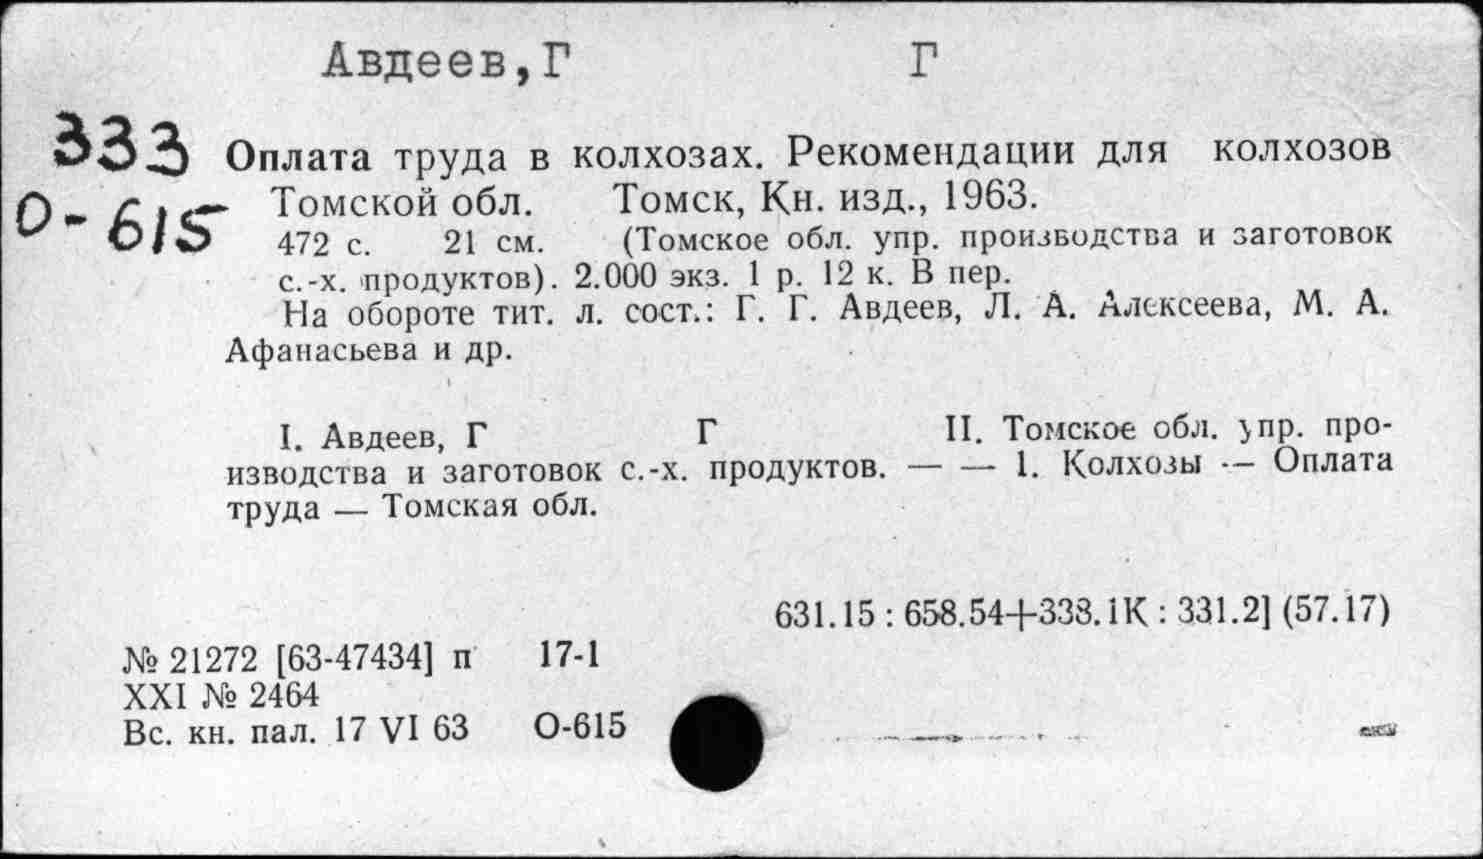 Авдеев,Г Г
333
О-615
Оплата труда в колхозах. Рекомендации для колхозов
Томской обл. Томск, Кн. изд., 1963.
472 с. 21 см. (Томское обл. упр. производства и заготовок
с.-х. продуктов). 2.000 экз. 1 р. 12 к. В пер.
На обороте тит. л. сост.: Г. Г. Авдеев, Л. А. Алексеева, М. А.
Афанасьева и др.
I. Авдеев, Г Г II. Томское обл. упр. про-
изводства и заготовок с.-х. продуктов. — — 1. Колхозы — Оплата
труда — Томская обл.
631.15 : 658.54+333.1К : 331.2] (57.17)
№ 21272 [63-47434] п 17-1
XXI № 2464
Вс. кн. пал. 17 VI 63 О-615